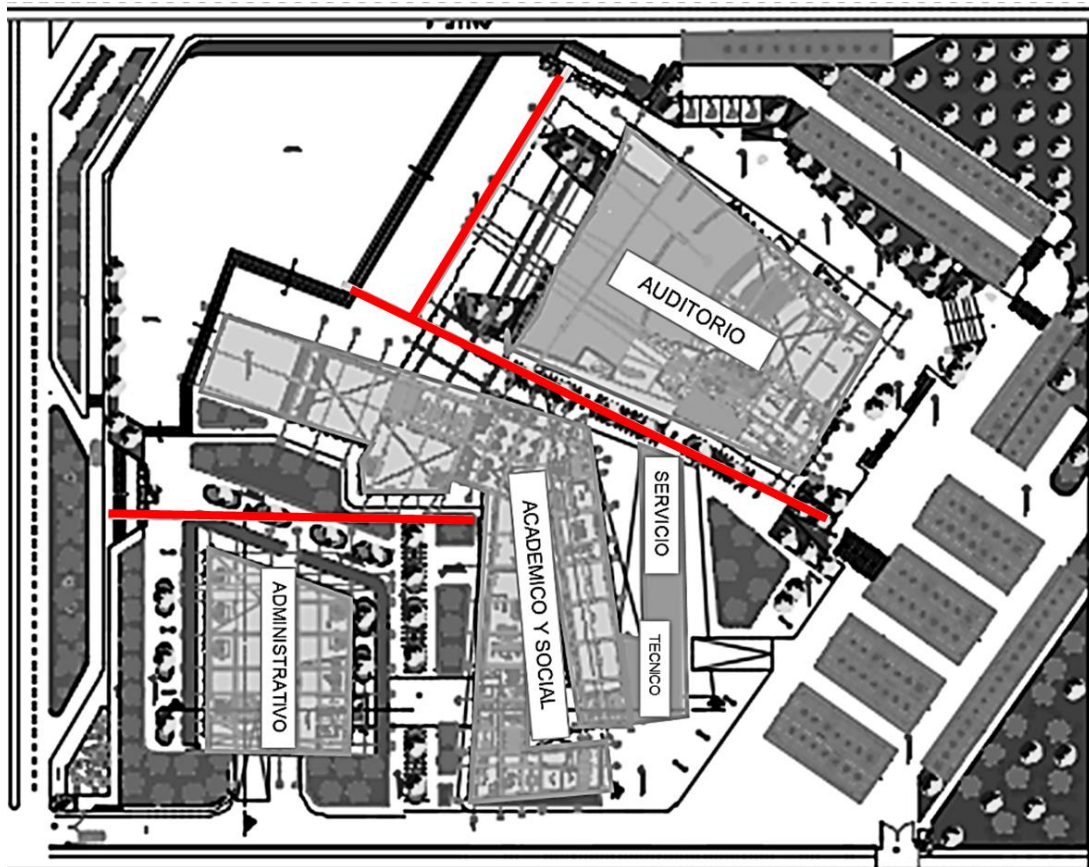 AUDITORIO
SERVICIO
TECNICO
ACADEMICO Y SOCIAL
ADMINISTRATIVO